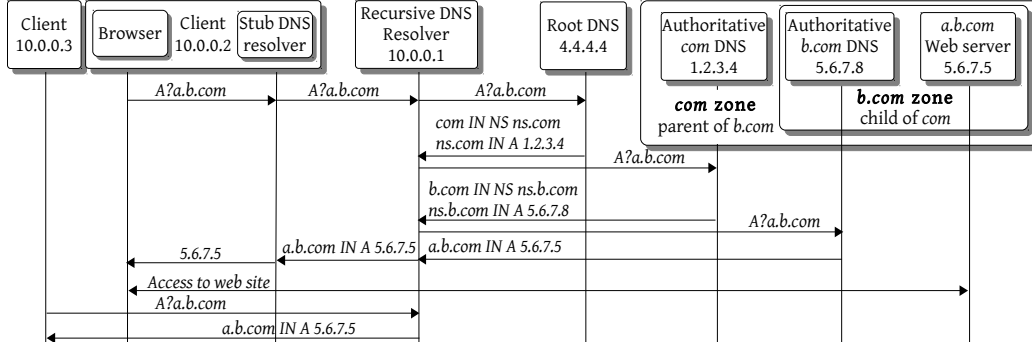 Client
10.0.0.3
Browser
Client
10.0.0.2
Stub DNS
resolver
Recursive DNS
Resolver
10.0.0.1
Root DNS
4.4.4.4
Authoritative
com DNS
1.2.3.4
Authoritative
b.com DNS
5.6.7.8
a.b.com
Web server
5.6.7.5
com zone
parent of b.com
b.com zone
child of com
A?a.b.com
A?a.b.com
A?a.b.com
com IN NS ns.com
ns.com IN A 1.2.3.4
A?a.b.com
b.com IN NS ns.b.com
ns.b.com IN A 5.6.7.8
A?a.b.com
5.6.7.5
a.b.com IN A 5.6.7.5
a.b.com IN A 5.6.7.5
Access to web site
A?a.b.com
a.b.com IN A 5.6.7.5